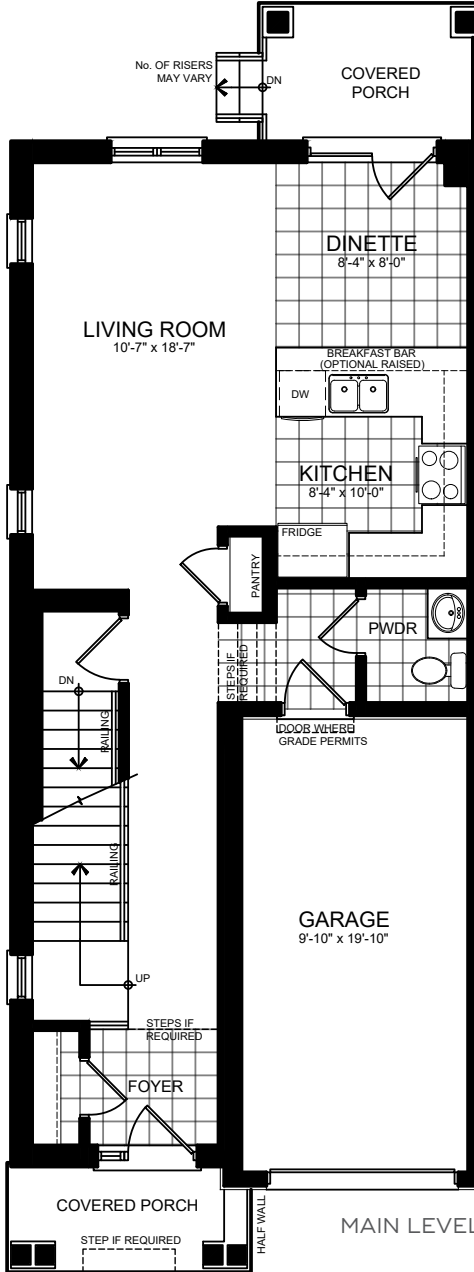 No. OF RISERS
MAY VARY
DN
COVERED
PORCH
DINETTE
8'-4" x 8'-0"
LIVING ROOM
10'-7" x 18'-7"
BREAKFAST BAR
(OPTIONAL RAISED)
DW
KITCHEN
8'-4" x 10'-0"
FRIDGE
PANTRY
PWDR
STEPS IF
REQUIRED
DN
RAILING
DOOR WHERE
GRADE PERMITS
RAILING
GARAGE
9'-10" x 19'-10"
UP
STEPS IF
REQUIRED
FOYER
COVERED PORCH
STEP IF REQUIRED
HALF WALL
MAIN LEVEL